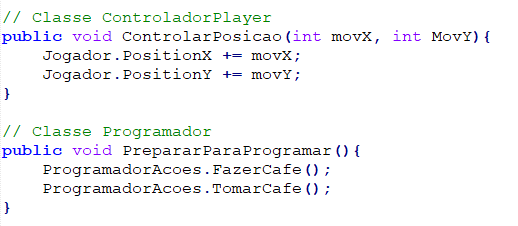 // Classe ControladorPlayer
public void ControlarPosicao(int movX, int MovY){
Jogador.PositionX += movX;
Jogador.PositionY += movY;
}
// Classe Programador
public void PrepararParaProgramar(){
ProgramadorAcoes.FazerCafe();
ProgramadorAcoes.TomarCafe();
}